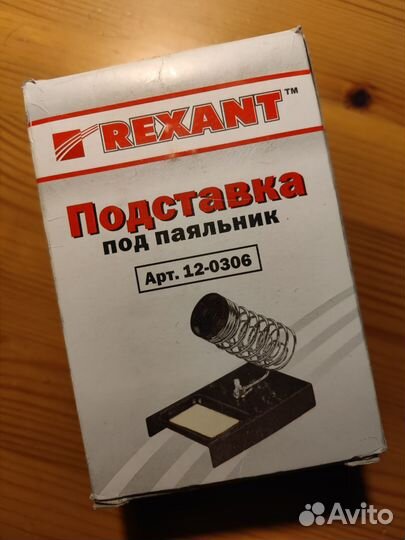 REXANT™
Подставка
под паяльник
Арт. 12-0306
Avito